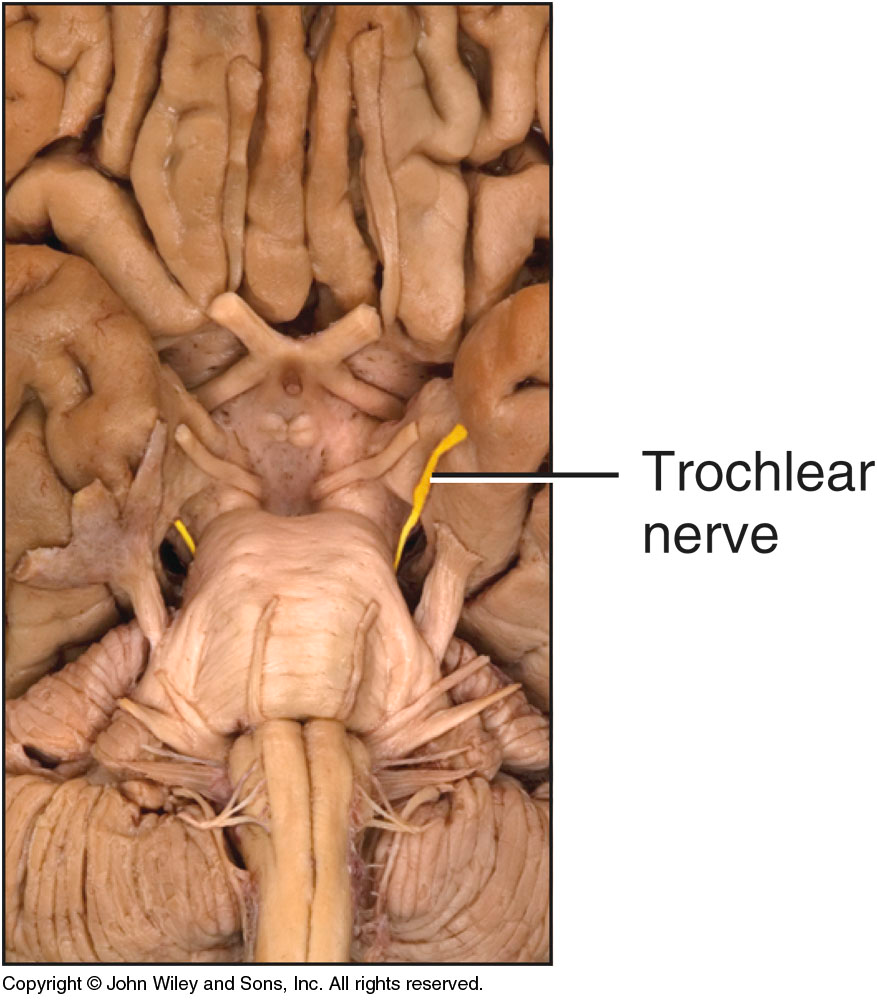 Trochlear
nerve
Copyright © John Wiley and Sons, Inc. All rights reserved.